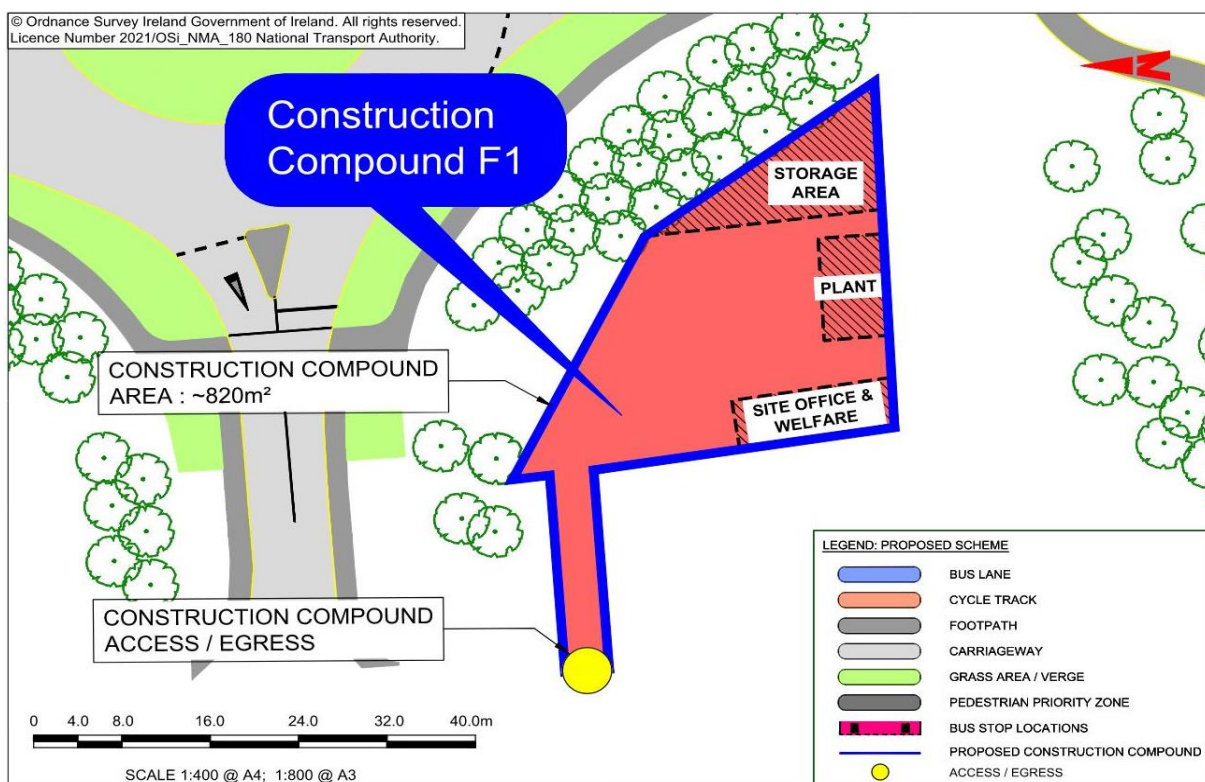 © Ordnance Survey Ireland Government of Ireland. All rights reserved.
Licence Number 2021/OSi_NMA_180 National Transport Authority.
Construction
Compound F1
N
STORAGE
AREA
PLANT
CONSTRUCTION COMPOUND
AREA : ~820m²
SITE OFFICE &
WELFARE
CONSTRUCTION COMPOUND
ACCESS / EGRESS
0 4.0 8.0 16.0 24.0 32.0 40.0m
SCALE 1:400 @ A4; 1:800 @ A3
LEGEND: PROPOSED SCHEME
BUS LANE
CYCLE TRACK
FOOTPATH
CARRIAGEWAY
GRASS AREA / VERGE
PEDESTRIAN PRIORITY ZONE
BUS STOP LOCATIONS
PROPOSED CONSTRUCTION COMPOUND
ACCESS / EGRESS